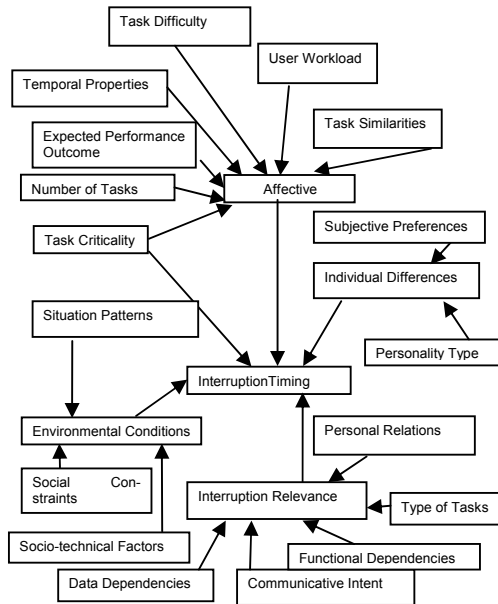 Task Difficulty
User Workload
Temporal Properties
Task Similarities
Expected Performance
Outcome
Number of Tasks
Affective
Subjective Preferences
Task Criticality
Individual Differences
Situation Patterns
Personality Type
InterruptionTiming
Environmental Conditions
Personal Relations
Social Con-
straints
Interruption Relevance
Type of Tasks
Socio-technical Factors
Functional Dependencies
Data Dependencies
Communicative Intent